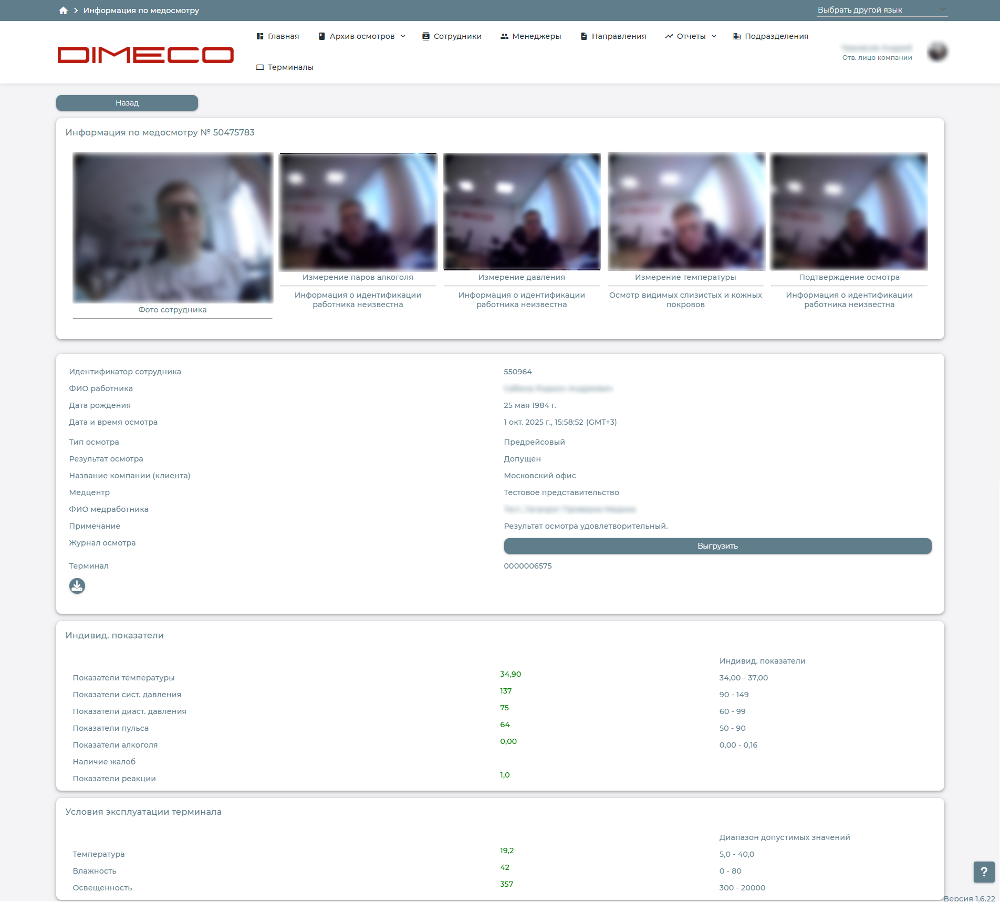 Информация по медосмотру
Выбрать другой язык
DIMECO
Главная
Архив осмотров
Сотрудники
Менеджеры
Направления
Отчеты
Подразделения
Терминалы
Отв. лицо компании
Назад
Информация по медосмотру № 50475783
Фото сотрудника
Измерение паров алкоголя
Информация о идентификации
работника неизвестна
Измерение давления
Информация о идентификации
работника неизвестна
Измерение температуры
Осмотр видимых слизистых и кожных
покровов
Подтверждение осмотра
Информация о идентификации
работника неизвестна
Идентификатор сотрудника 550964
ФИО работника
Дата рождения 25 мая 1984 г.
Дата и время осмотра 1 окт. 2025 г., 15:58:52 (GMT+3)
Тип осмотра Предрейсовый
Результат осмотра Допущен
Название компании (клиента) Московский офис
Медцентр Тестовое представительство
ФИО медработника
Примечание Результат осмотра удовлетворительный.
Журнал осмотра Выгрузить
Терминал 0000006575
Индивид. показатели
Индивид. показатели
Показатели температуры 34,90 34,00 - 37,00
Показатели сист. давления 137 90 - 149
Показатели диаст. давления 75 60 - 99
Показатели пульса 64 50 - 90
Показатели алкоголя 0,00 0,00 - 0,16
Наличие жалоб
Показатели реакции 1,0
Условия эксплуатации терминала
Диапазон допустимых значений
Температура 19,2 5,0 - 40,0
Влажность 42 0 - 80
Освещенность 357 300 - 20000
?
Версия 1.6.22